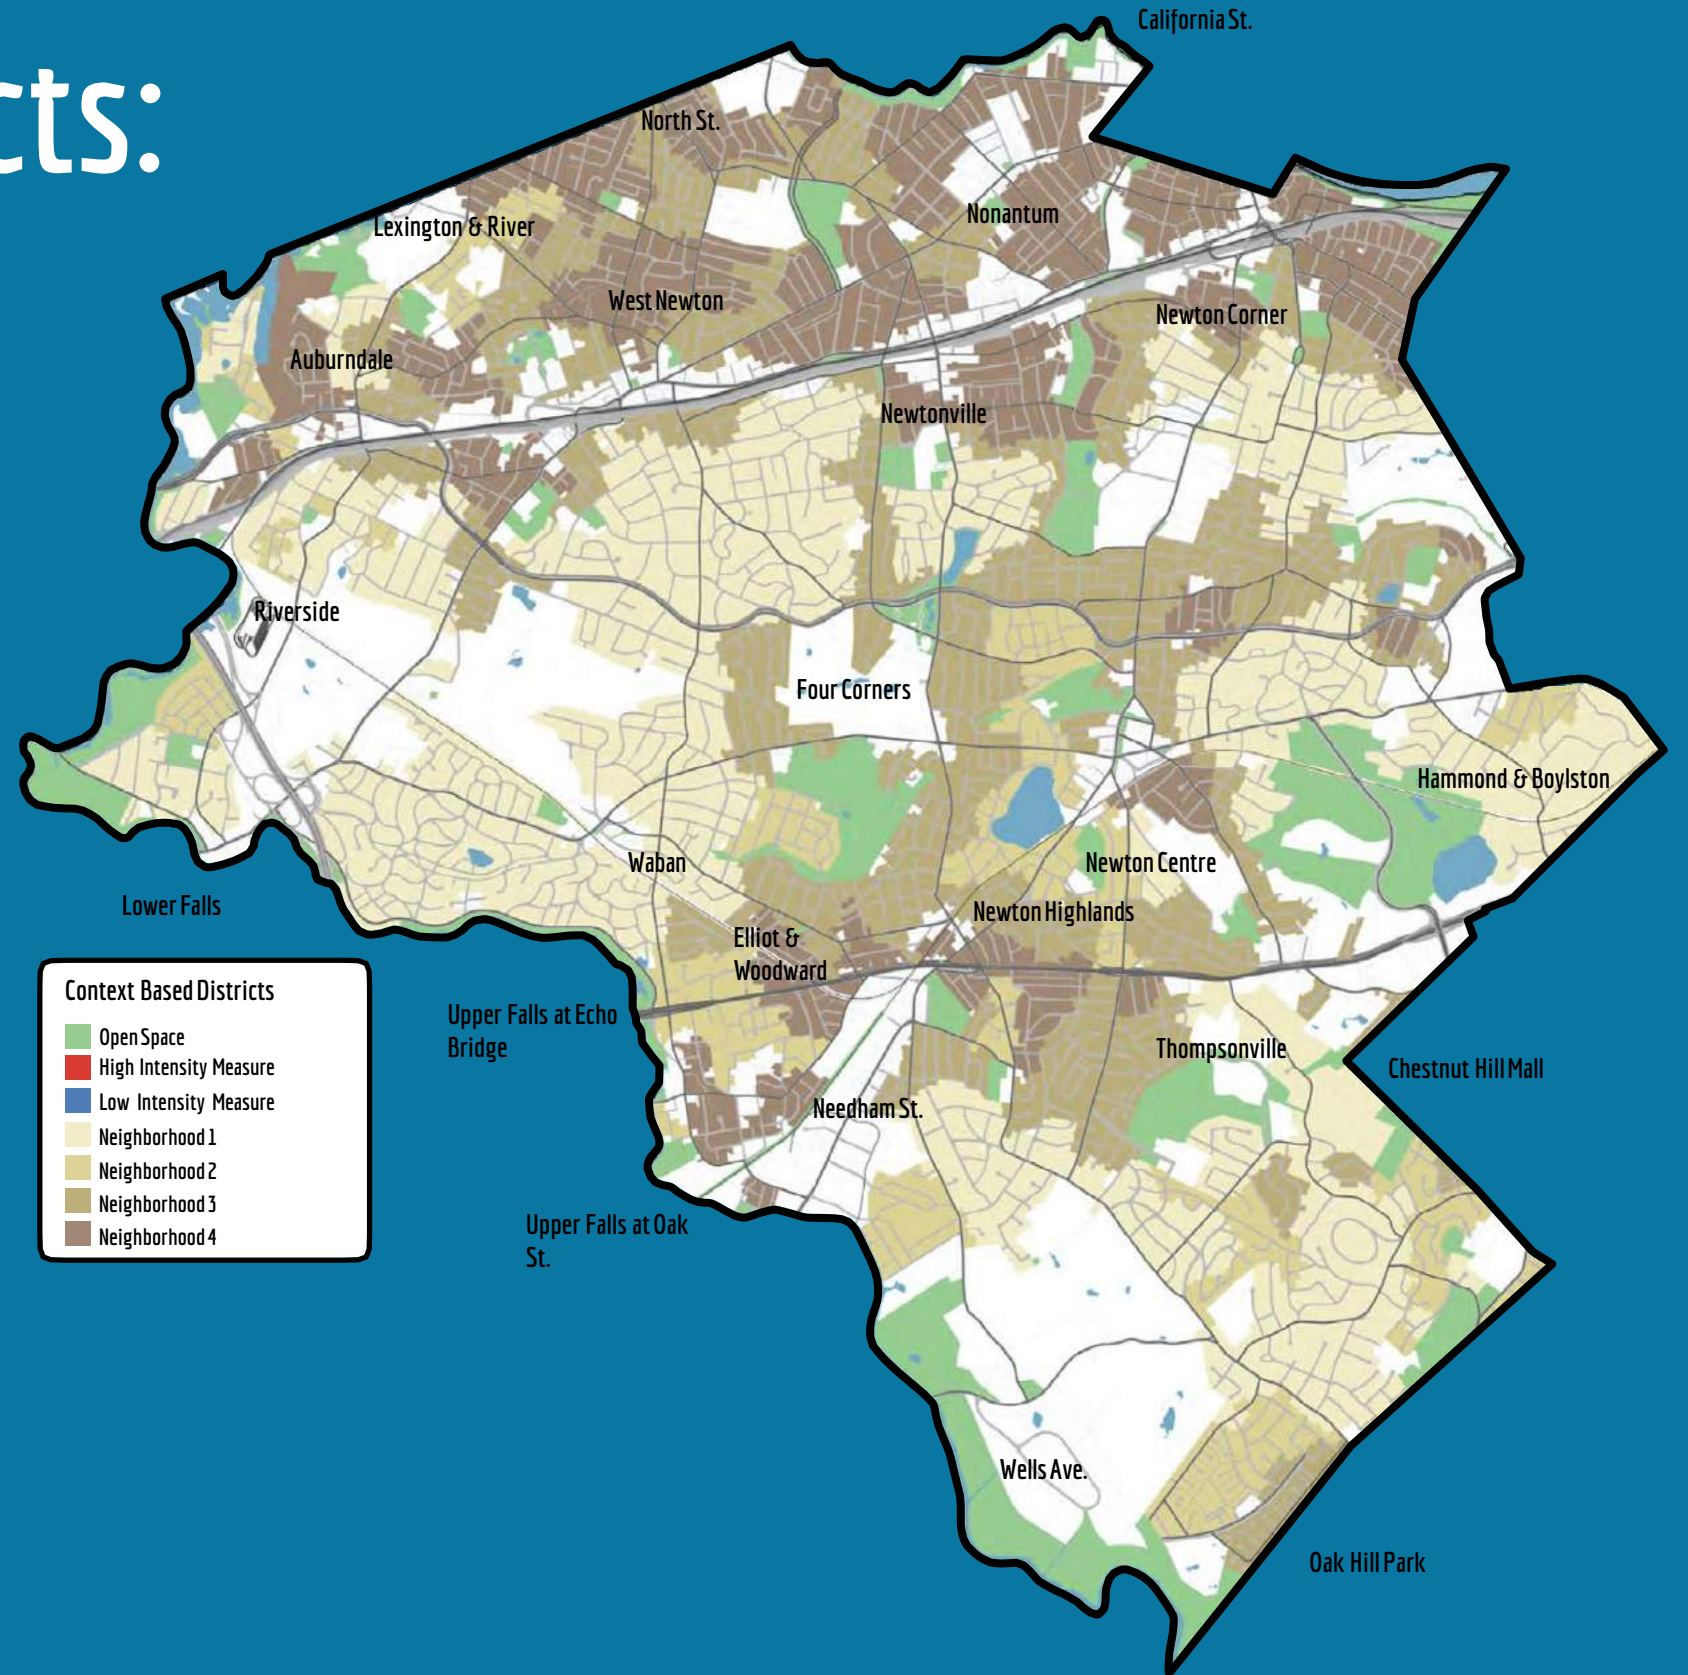 cts:
California St.
North St.
Lexington & River
Nonantum
West Newton
Newton Corner
Auburndale
Newtonville
Riverside
Four Corners
Hammond & Boylston
Waban
Newton Centre
Lower Falls
Newton Highlands
Elliot &
Woodward
Context Based Districts
Open Space
High Intensity Measure
Low Intensity Measure
Neighborhood 1
Neighborhood 2
Neighborhood 3
Neighborhood 4
Upper Falls at Echo
Bridge
Thompsonville
Chestnut Hill Mall
Needham St.
Upper Falls at Oak
St.
Wells Ave.
Oak Hill Park